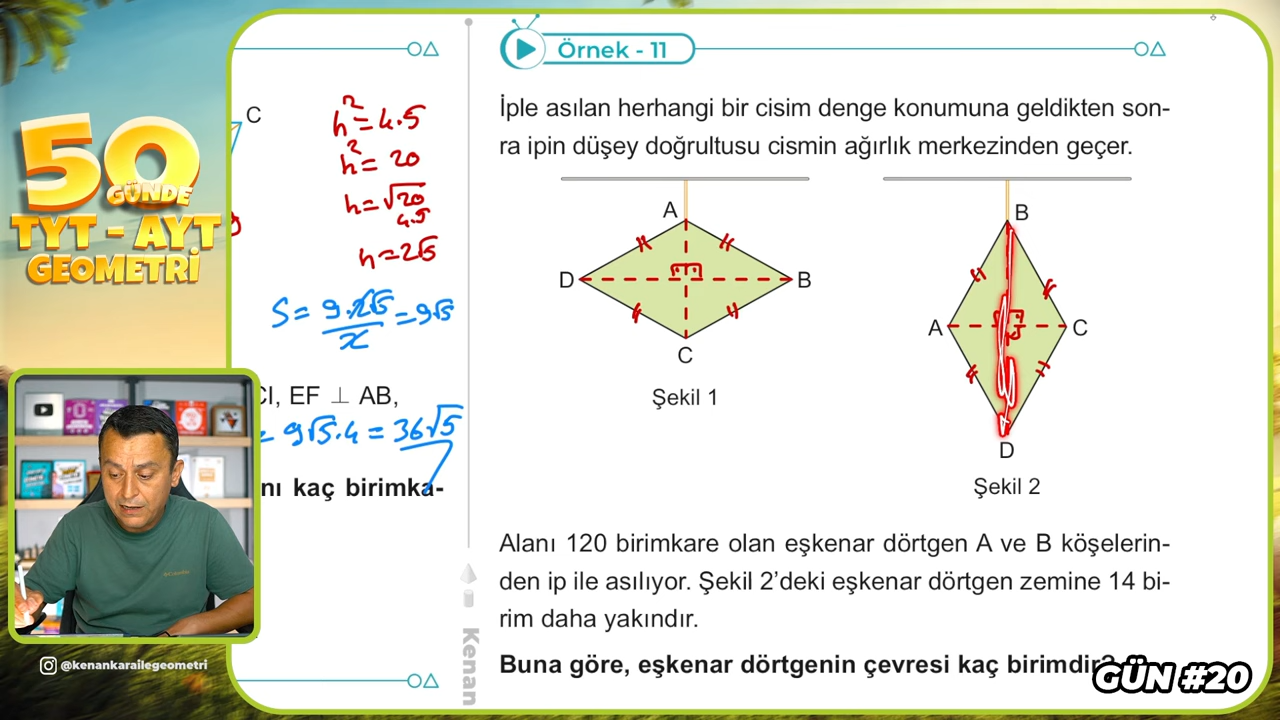 50
GÜNDE
TYT - AYT
GEOMETRİ
C
h² = 4.5
h² = 20
h = √20
4.5
h = 2√5
= 9√5
CI, EF ⊥ AB,
= 9√5.4 = 36√5
nı kaç birimka-
@kenankarailegeometri
Kenan
Örnek - 11
İple asılan herhangi bir cisim denge konumuna geldikten son-
ra ipin düşey doğrultusu cismin ağırlık merkezinden geçer.
A
D
B
C
Şekil 1
B
A
C
D
Şekil 2
Alanı 120 birimkare olan eşkenar dörtgen A ve B köşelerin-
den ip ile asılıyor. Şekil 2'deki eşkenar dörtgen zemine 14 bi-
rim daha yakındır.
Buna göre, eşkenar dörtgenin çevresi kaç birimdir?
GÜN #20